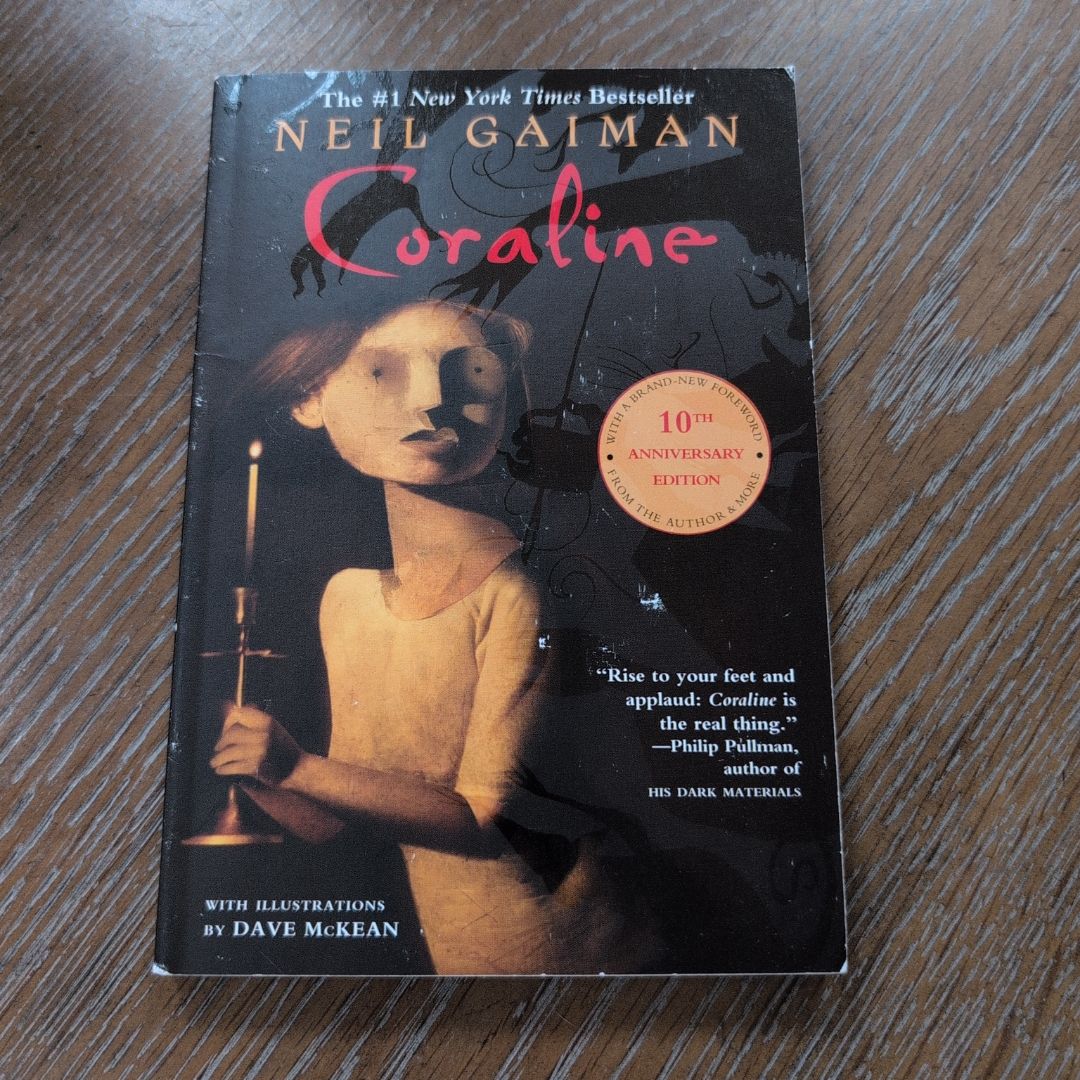 The #1 New York Times Bestseller
NEIL GAIMAN
Coraline
WITH A BRAND-NEW FOREWORD
10TH
ANNIVERSARY
EDITION
FROM THE AUTHOR & MORE
“Rise to your feet and
applaud: Coraline is
the real thing.”
—Philip Pullman,
author of
HIS DARK MATERIALS
WITH ILLUSTRATIONS
BY DAVE McKEAN